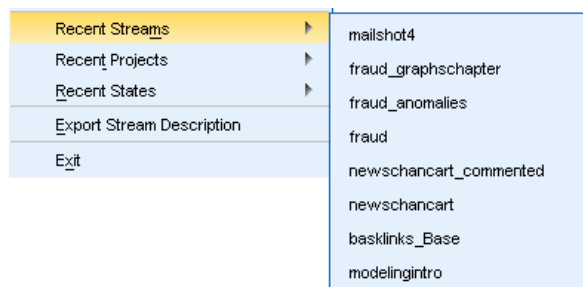 Recent Streams
Recent Projects
Recent States
Export Stream Description
Exit
mailshot4
fraud_graphschapter
fraud_anomalies
fraud
newschancart_commented
newschancart
basklinks_Base
modelingintro